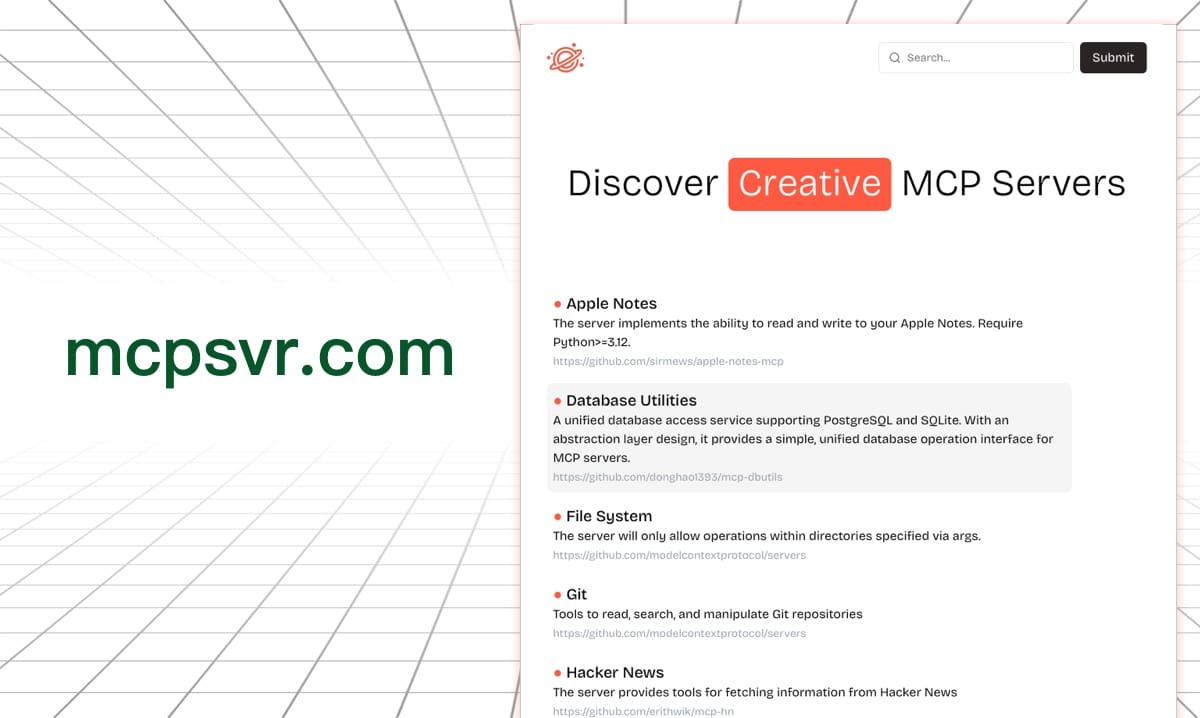 mcpsvr.com
Search...
Submit
Discover Creative MCP Servers
Apple Notes
The server implements the ability to read and write to your Apple Notes. Require
Python>=3.12.
https://github.com/sirmews/apple-notes-mcp
Database Utilities
A unified database access service supporting PostgreSQL and SQLite. With an
abstraction layer design, it provides a simple, unified database operation interface for
MCP servers.
https://github.com/donghao1393/mcp-dbutils
File System
The server will only allow operations within directories specified via args.
https://github.com/modelcontextprotocol/servers
Git
Tools to read, search, and manipulate Git repositories
https://github.com/modelcontextprotocol/servers
Hacker News
The server provides tools for fetching information from Hacker News
https://github.com/erithwik/mcp-hn